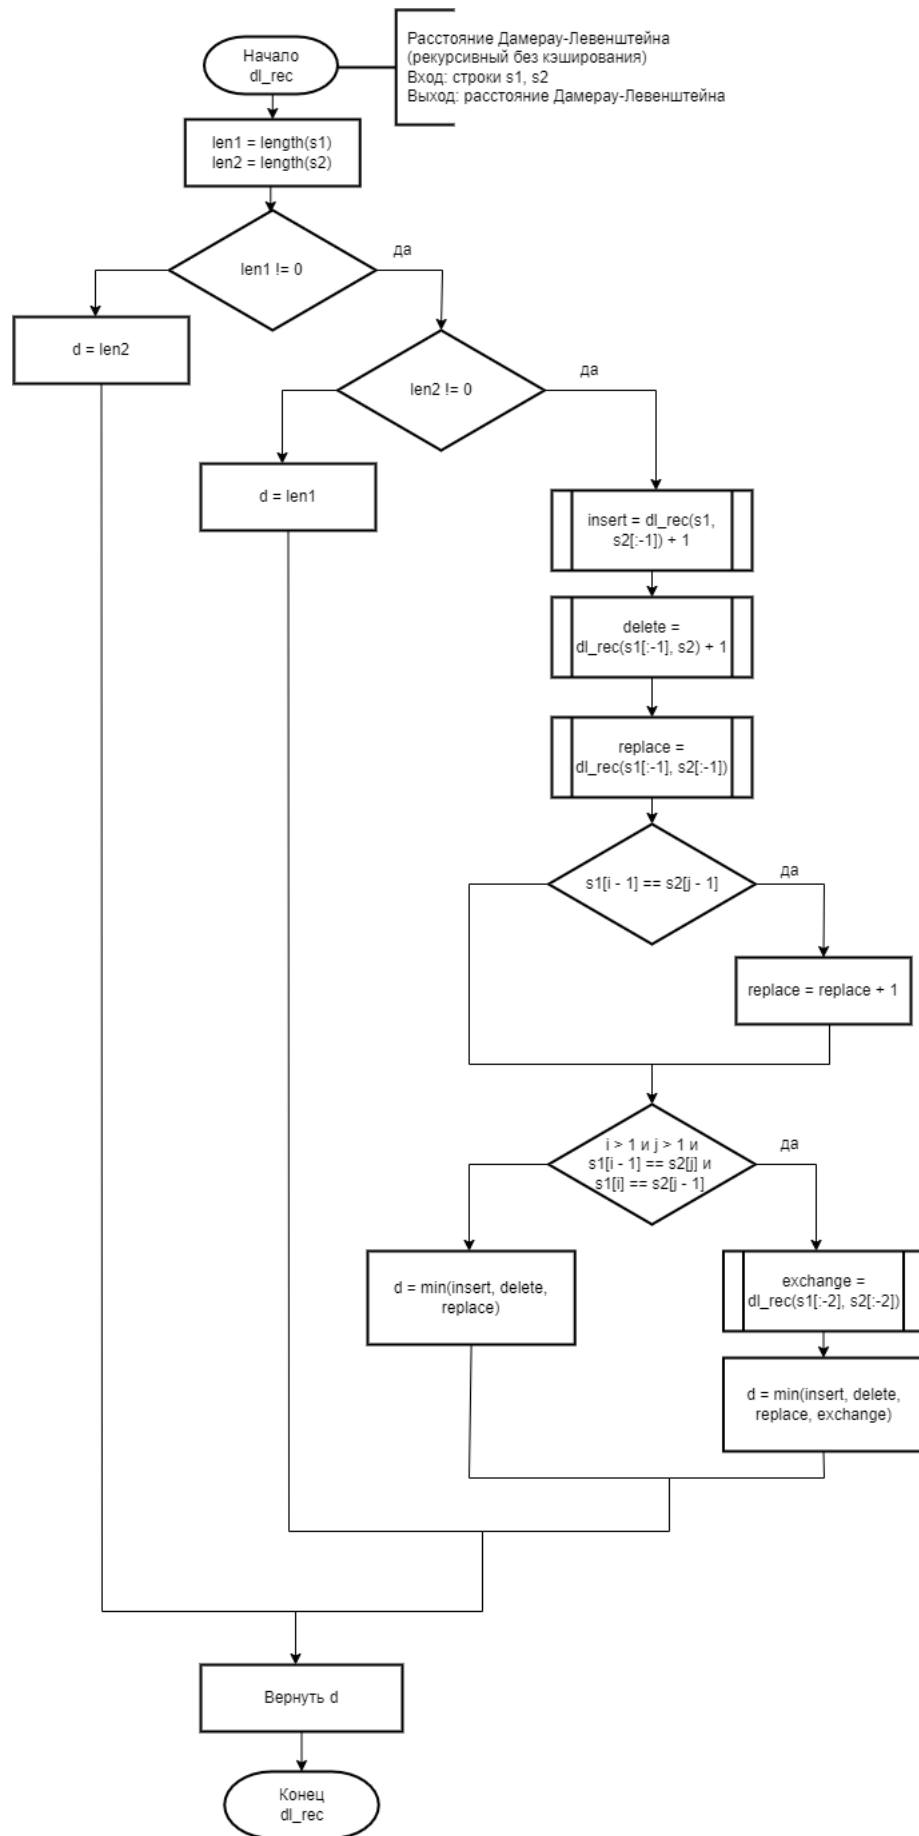 Начало
dl_rec
Расстояние Дамерау-Левенштейна
(рекурсивный без кэширования)
Вход: строки s1, s2
Выход: расстояние Дамерау-Левенштейна
len1 = length(s1)
len2 = length(s2)
len1 != 0
да
d = len2
len2 != 0
да
d = len1
insert = dl_rec(s1,
s2[:-1]) + 1
delete =
dl_rec(s1[:-1], s2) + 1
replace =
dl_rec(s1[:-1], s2[:-1])
s1[i - 1] == s2[j - 1]
да
replace = replace + 1
i > 1 и j > 1 и
s1[i - 1] == s2[j] и
s1[i] == s2[j - 1]
да
d = min(insert, delete,
replace)
exchange =
dl_rec(s1[:-2], s2[:-2])
d = min(insert, delete,
replace, exchange)
Вернуть d
Конец
dl_rec